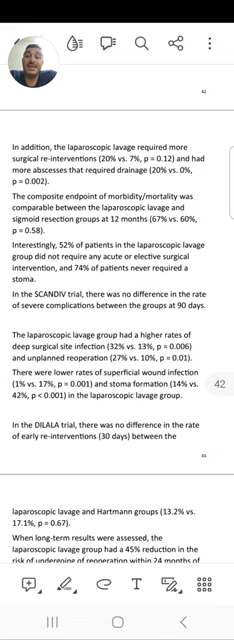 42
In addition, the laparoscopic lavage required more
surgical re-interventions (20% vs. 7%, p = 0.12) and had
more abscesses that required drainage (20% vs. 0%,
p = 0.002).
The composite endpoint of morbidity/mortality was
comparable between the laparoscopic lavage and
sigmoid resection groups at 12 months (67% vs. 60%,
p = 0.58).
Interestingly, 52% of patients in the laparoscopic lavage
group did not require any acute or elective surgical
intervention, and 74% of patients never required a
stoma.
In the SCANDIV trial, there was no difference in the rate
of severe complications between the groups at 90 days.
The laparoscopic lavage group had a higher rates of
deep surgical site infection (32% vs. 13%, p = 0.006)
and unplanned reoperation (27% vs. 10%, p = 0.01).
There were lower rates of superficial wound infection
(1% vs. 17%, p = 0.001) and stoma formation (14% vs.
42%, p < 0.001) in the laparoscopic lavage group.
42
In the DILALA trial, there was no difference in the rate
of early re-interventions (30 days) between the
43
laparoscopic lavage and Hartmann groups (13.2% vs.
17.1%, p = 0.67).
When long-term results were assessed, the
laparoscopic lavage group had a 45% reduction in the
risk of undergoing of reoperation within 24 months of
T